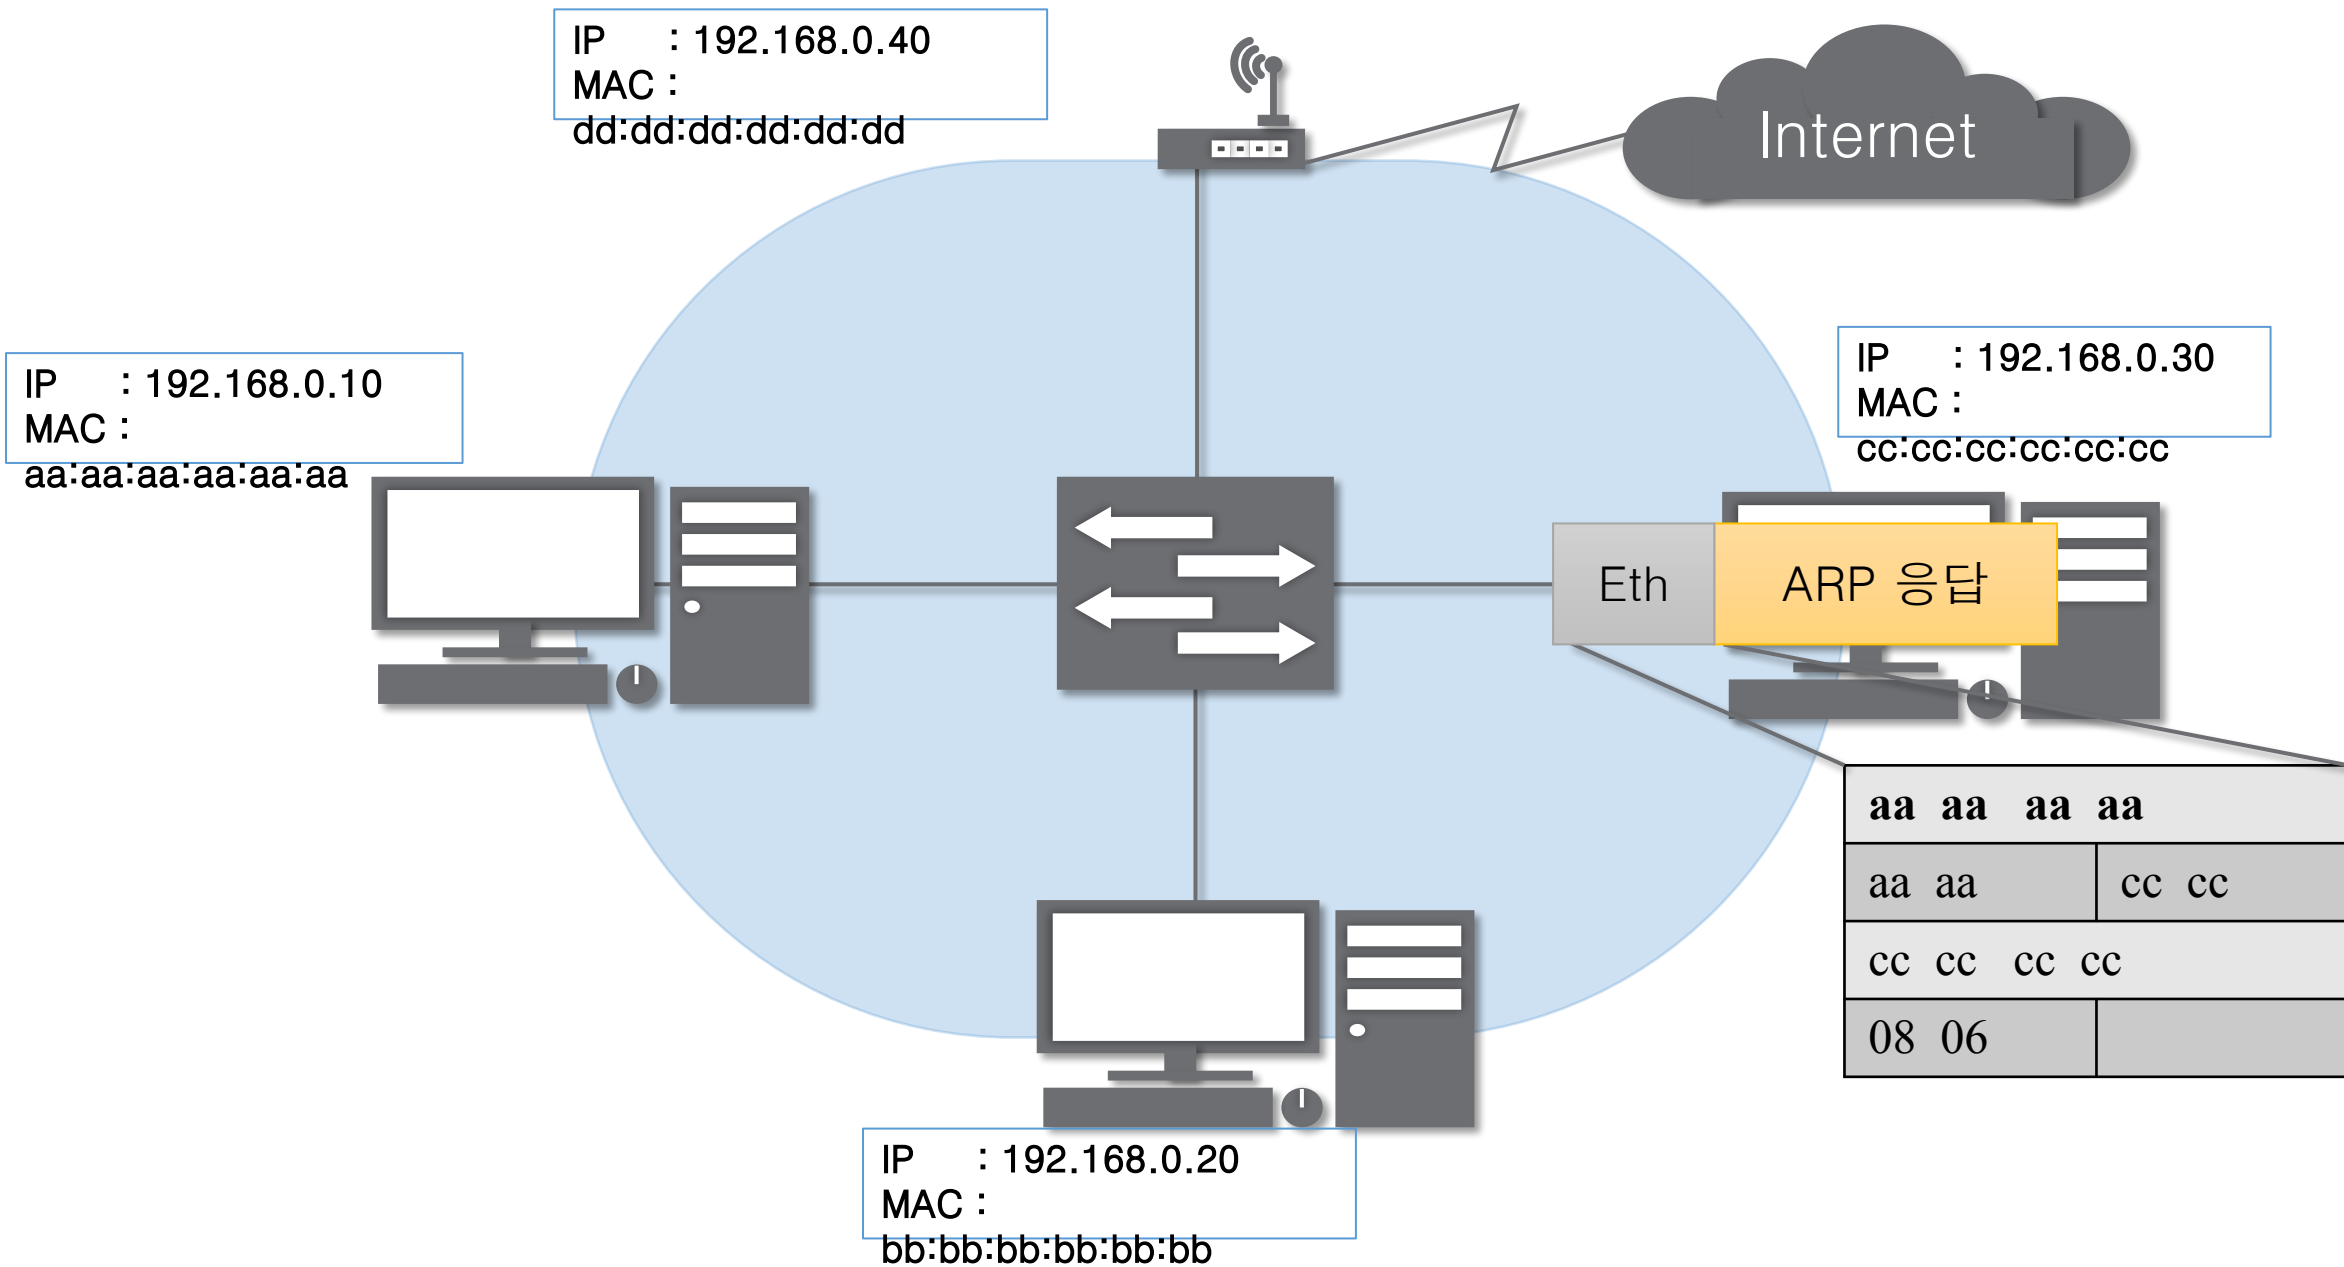 IP : 192.168.0.40
MAC :
dd:dd:dd:dd:dd:dd
Internet
IP : 192.168.0.10
MAC :
aa:aa:aa:aa:aa:aa
IP : 192.168.0.30
MAC :
cc:cc:cc:cc:cc:cc
Eth
ARP 응답
aa aa aa aa
aa aa
cc cc
cc cc cc cc
08 06
IP : 192.168.0.20
MAC :
bb:bb:bb:bb:bb:bb